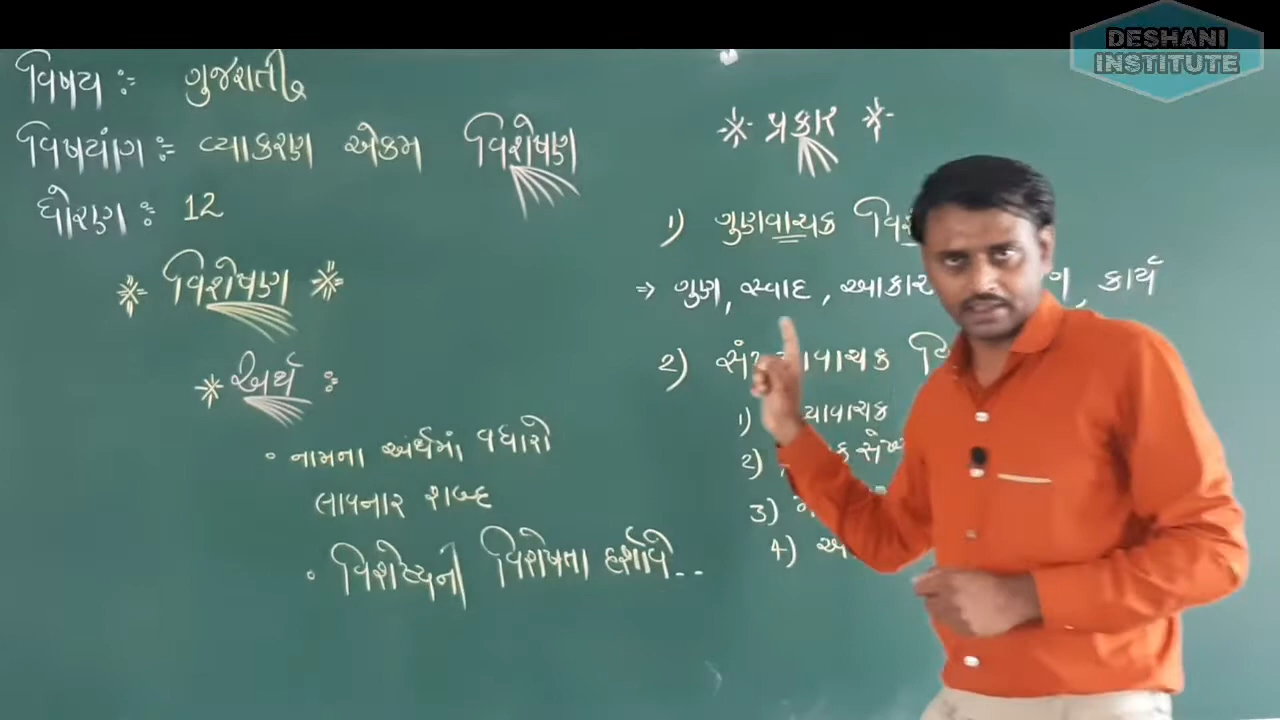 DESHANI
INSTITUTE
વિષય :- ગુજરાતી
વિષયાંગ :- વ્યાકરણ એકમ વિશેષણ
ધોરણ : 12
* વિશેષણ *
* અર્થ :
• નામના અર્થમાં વધારો
લાવનાર શબ્દ
• વિશેષ્યની વિશેષતા દર્શાવે..
* પ્રકાર *
1) ગુણવાચક
⇒ ગુણ, સ્વાદ, આકાર કાર્ય
2)
1)
2)
3)
4)